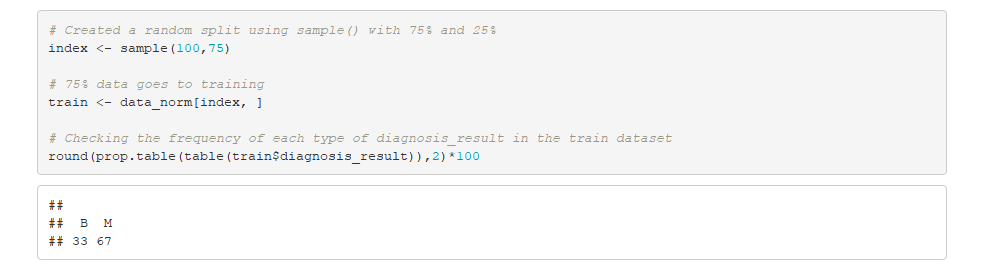 # Created a random split using sample() with 75% and 25%
index <- sample(100,75)
# 75% data goes to training
train <- data_norm[index, ]
# Checking the frequency of each type of diagnosis_result in the train dataset
round(prop.table(table(train$diagnosis_result)),2)*100
##
## B M
## 33 67